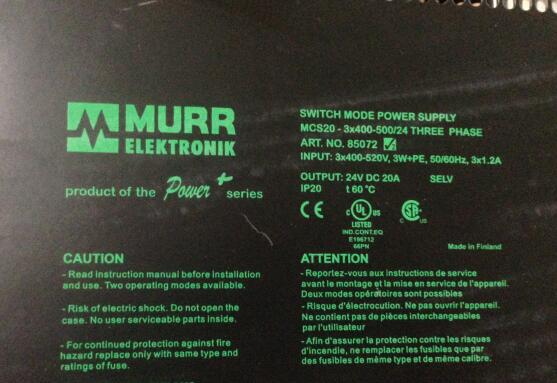 MURR
ELEKTRONIK
product of the Power+ series
SWITCH MODE POWER SUPPLY
MCS20 - 3x400-500/24 THREE PHASE
ART. NO. 85072
INPUT: 3x400-520V, 3W+PE, 50/60Hz, 3x1.2A
OUTPUT: 24V DC 20A SELV
IP20 t 60°C
CE c UL US C SA US
LISTED
IND.CONT.EQ
E196712
66PN
Made in Finland
CAUTION
- Read instruction manual before installation
and use. Two operating modes available.
- Risk of electric shock. Do not open the
case. No user serviceable parts inside.
- For continued protection against fire
hazard replace only with same type and
ratings of fuse.
ATTENTION
- Reportez-vous aux instructions de service
avant le montage et la mise en service de l'appareil.
Deux modes opératoires sont possibles
- Risque d'électrocution. Ne pas ouvrir l'appareil.
Ne contient pas de pièces interchangeables
par l'utilisateur
- Afin d'assurer la protection contre les risques
d'incendie, ne remplacer les fusibles que par
des fusibles de même type et de même calibre.